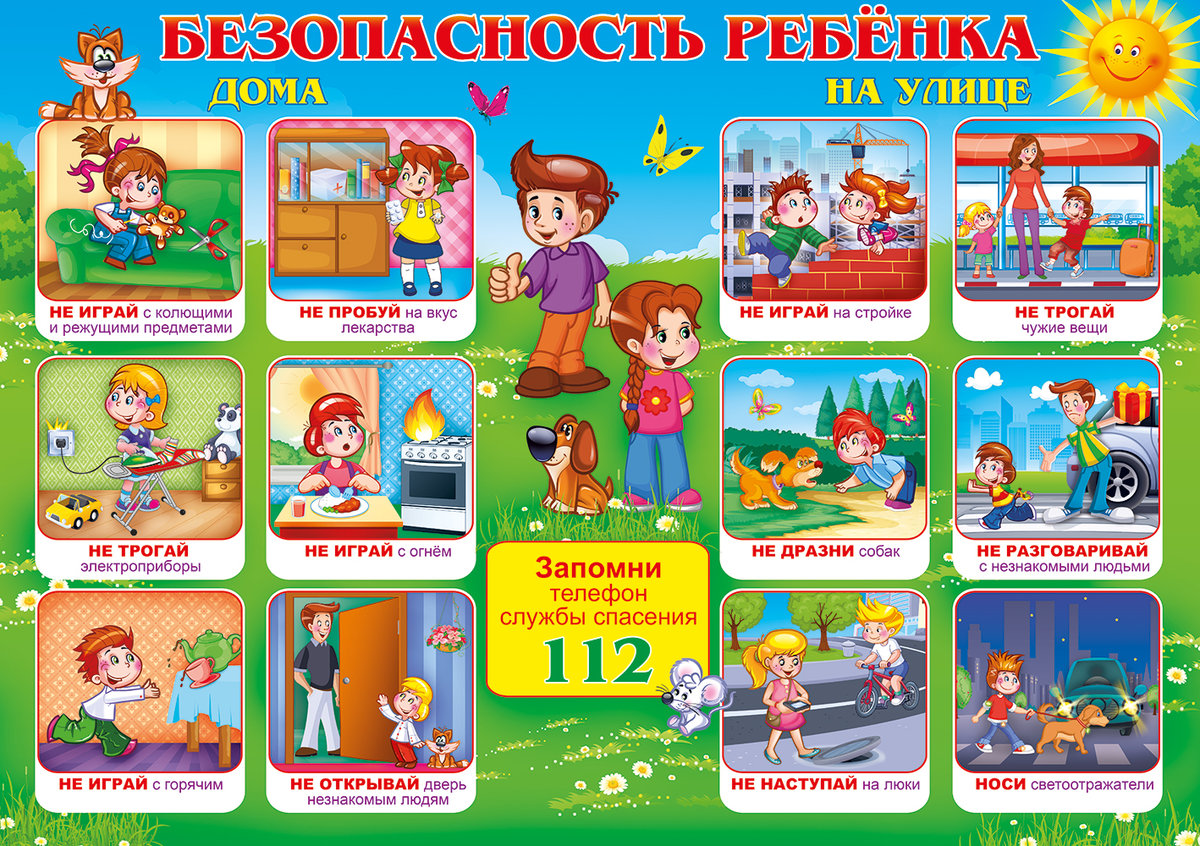 БЕЗОПАСНОСТЬ РЕБЁНКА
ДОМА
НА УЛИЦЕ
НЕ ИГРАЙ с колющими
и режущими предметами
НЕ ПРОБУЙ на вкус
лекарства
НЕ ИГРАЙ на стройке
НЕ ТРОГАЙ
чужие вещи
НЕ ТРОГАЙ
электроприборы
НЕ ИГРАЙ с огнём
НЕ ДРАЗНИ собак
НЕ РАЗГОВАРИВАЙ
с незнакомыми людьми
Запомни
телефон
службы спасения
112
НЕ ИГРАЙ с горячим
НЕ ОТКРЫВАЙ дверь
незнакомым людям
НЕ НАСТУПАЙ на люки
НОСИ светоотражатели